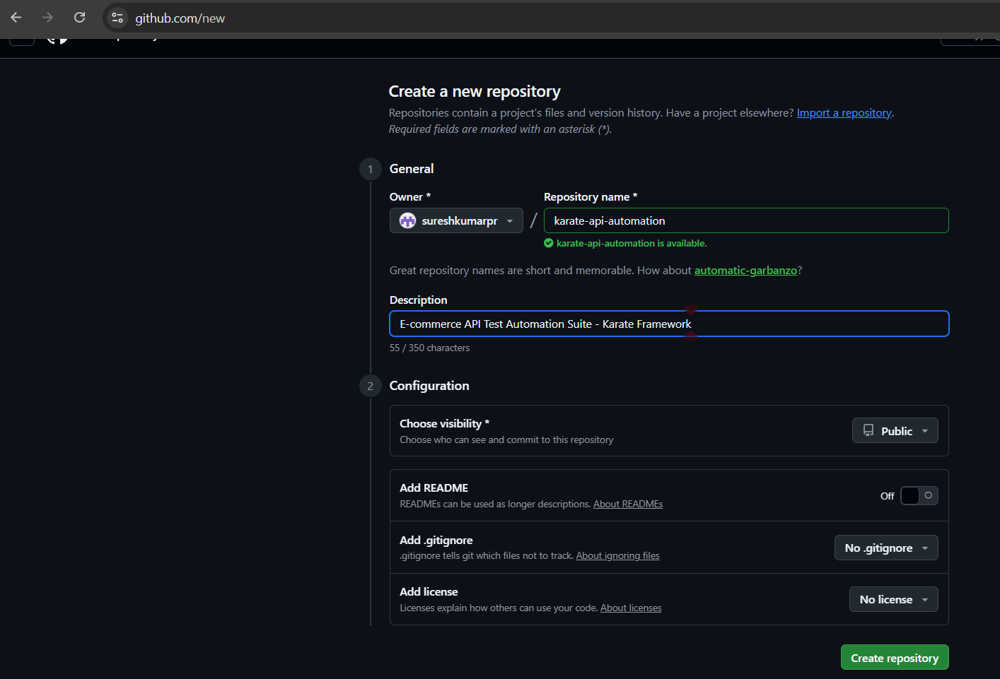 github.com/new
Create a new repository
Repositories contain a project's files and version history. Have a project elsewhere? Import a repository.
Required fields are marked with an asterisk (*).
1 General
Owner * Repository name *
sureshkumarpr / karate-api-automation
karate-api-automation is available.
Great repository names are short and memorable. How about automatic-garbanzo?
Description
E-commerce API Test Automation Suite - Karate Framework
55 / 350 characters
2 Configuration
Choose visibility *
Choose who can see and commit to this repository
Public
Add README
READMEs can be used as longer descriptions. About READMEs
Off
Add .gitignore
.gitignore tells git which files not to track. About ignoring files
No .gitignore
Add license
Licenses explain how others can use your code. About licenses
No license
Create repository